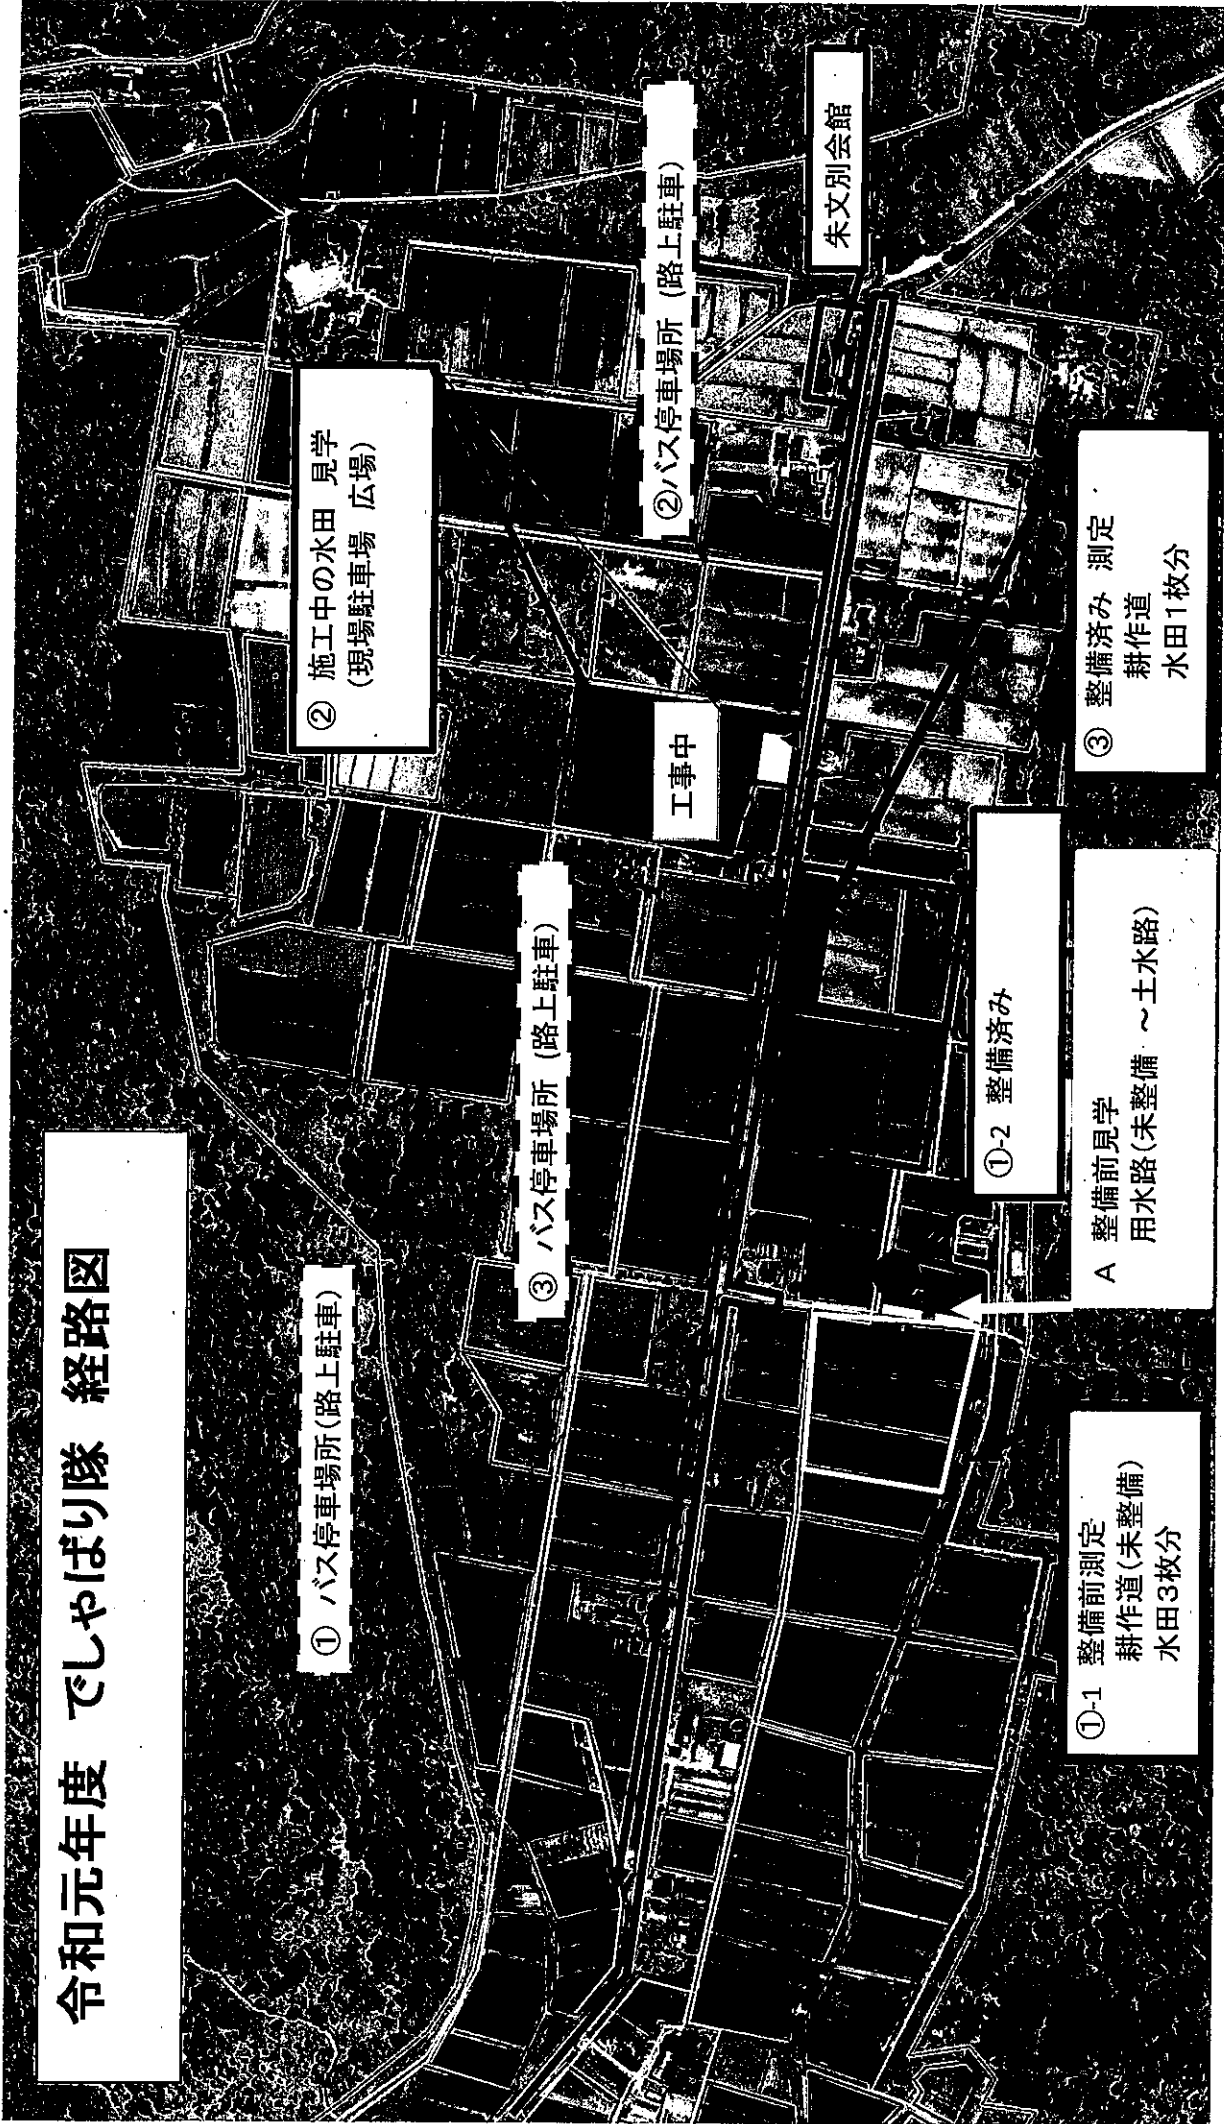 令和元年度 でしゃばり隊 経路図
① バス停車場所(路上駐車)
② 施工中の水田 見学
(現場駐車場 広場)
③ バス停車場所 (路上駐車)
②バス停車場所 (路上駐車)
工事中
朱文別会館
①-1 整備前測定
耕作道(未整備)
水田3枚分
A 整備前見学
用水路(未整備 ~土水路)
①-2 整備済み
③ 整備済み 測定
耕作道
水田1枚分